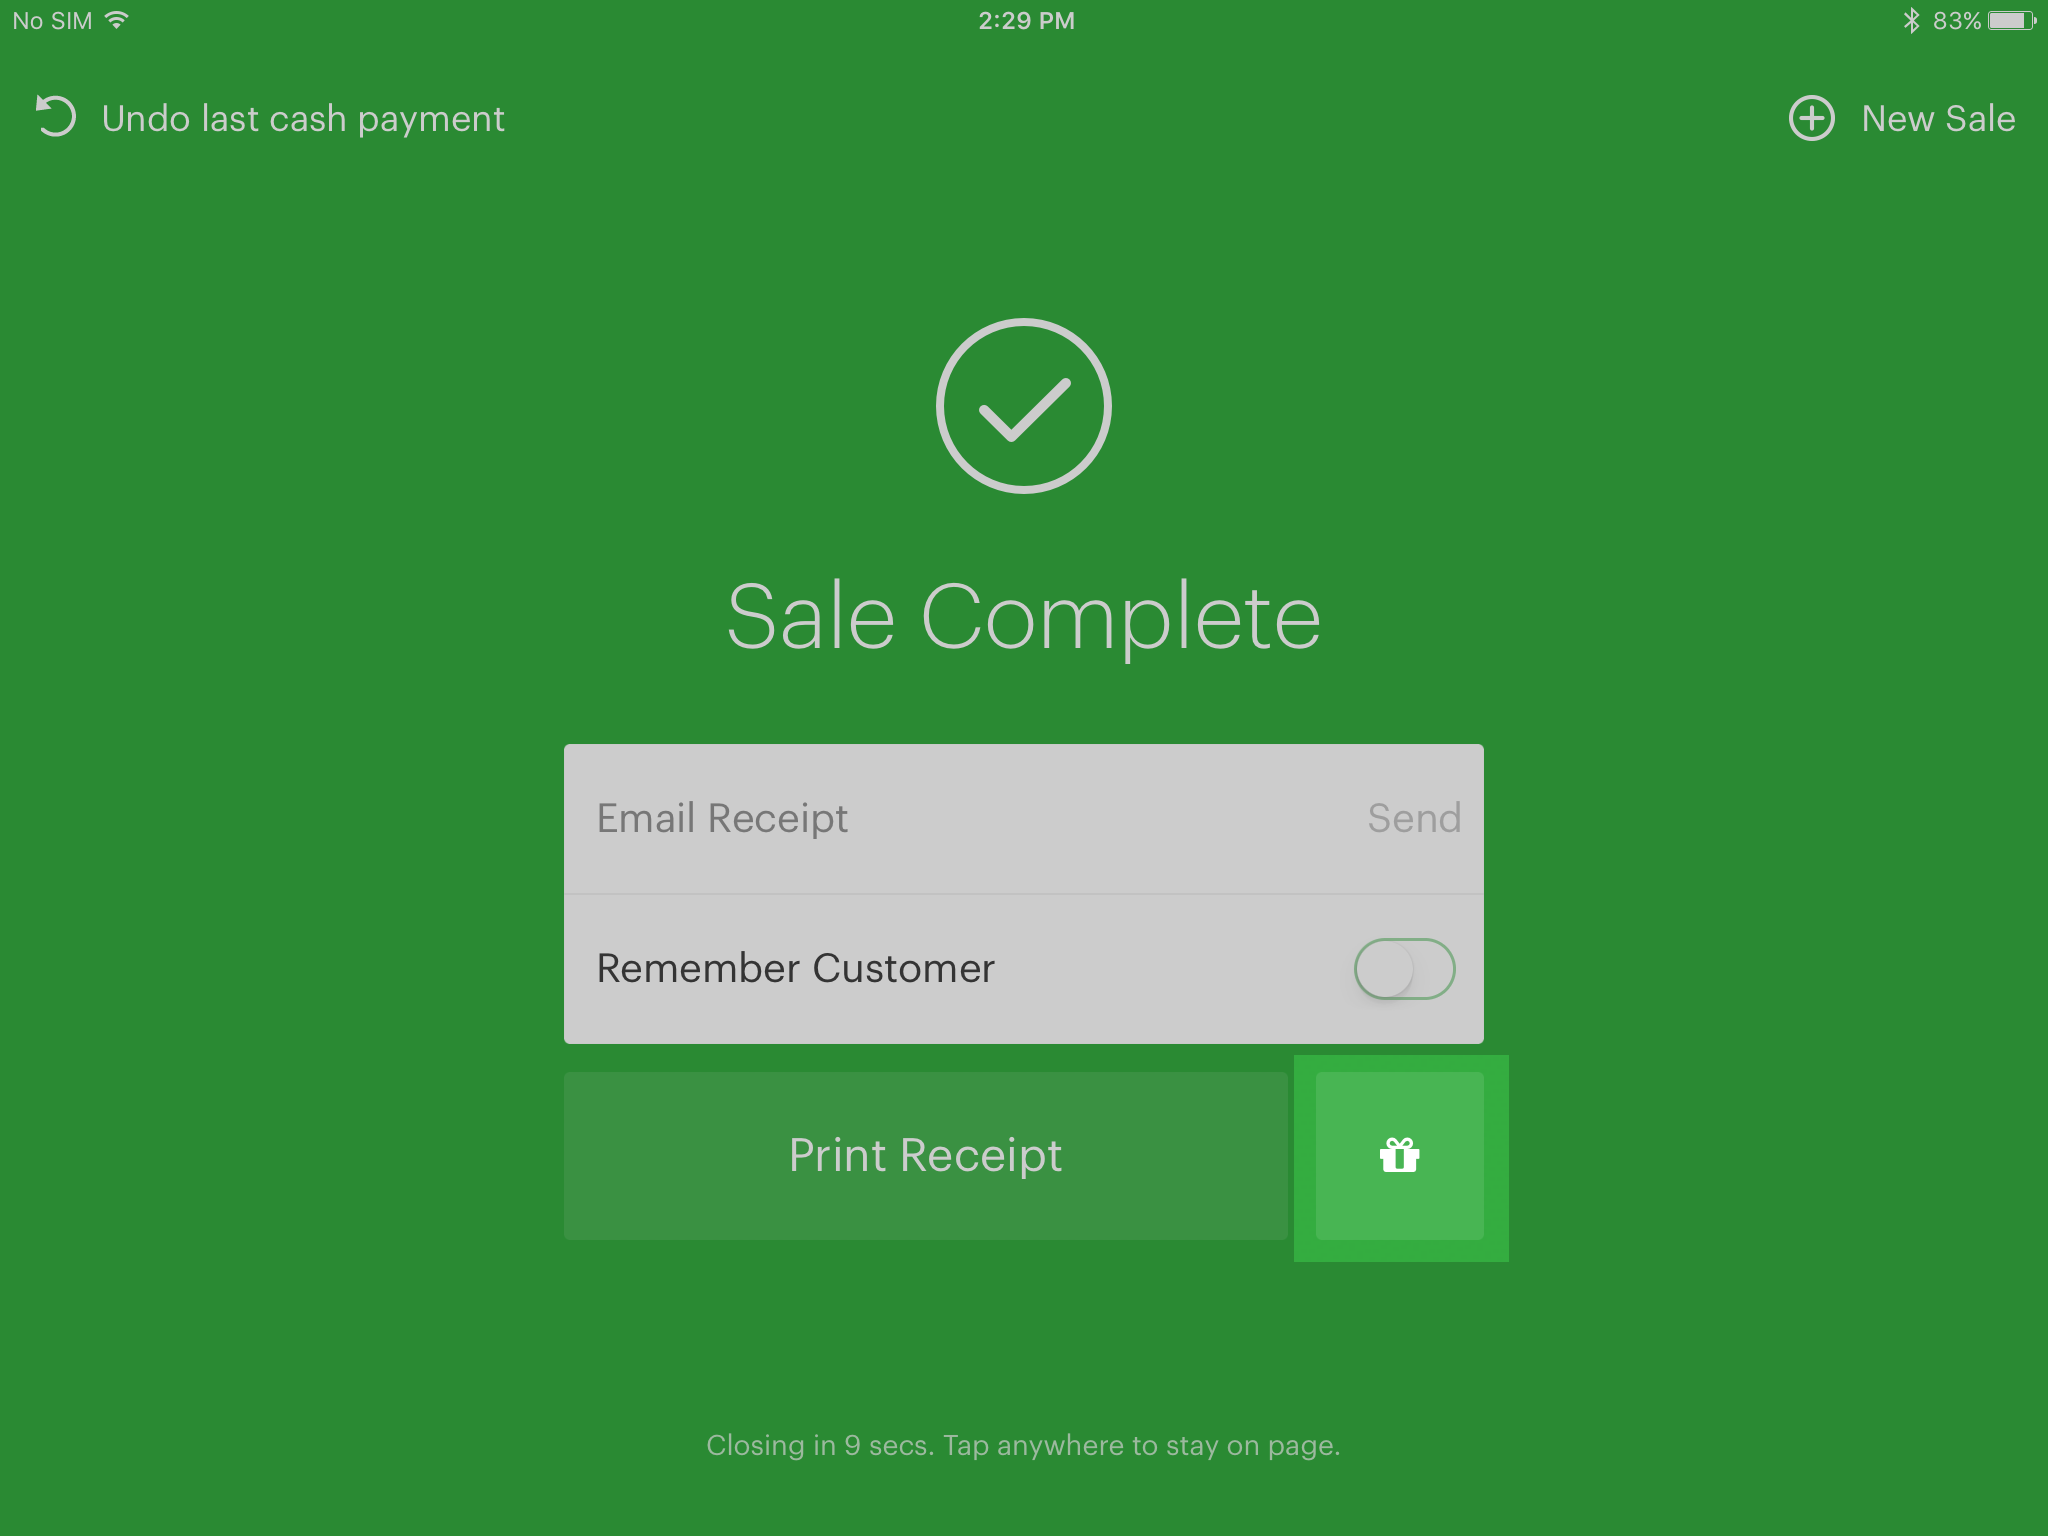 No SIM
2:29 PM
83%
Undo last cash payment
New Sale
Sale Complete
Email Receipt
Send
Remember Customer
Print Receipt
Closing in 9 secs. Tap anywhere to stay on page.